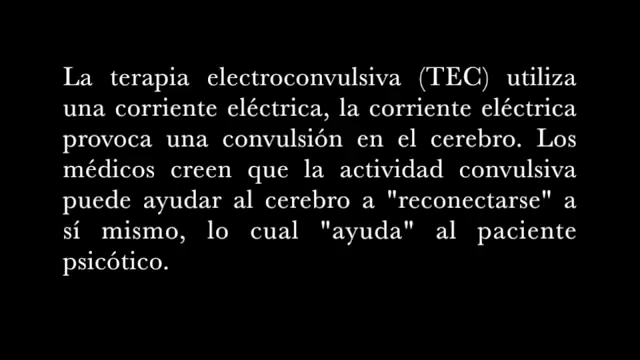 La terapia electroconvulsiva (TEC) utiliza
una corriente eléctrica, la corriente eléctrica
provoca una convulsión en el cerebro. Los
médicos creen que la actividad convulsiva
puede ayudar al cerebro a "reconectarse" a
sí mismo, lo cual "ayuda" al paciente
psicótico.